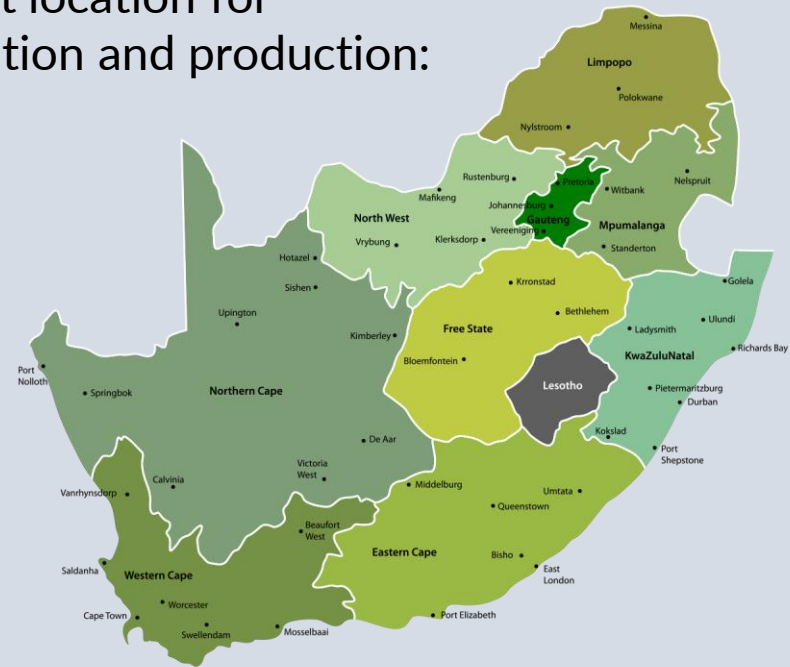 t location for
tion and production:
Messina
Limpopo
Polokwane
Nylstroom
Rustenburg
Pretoria
Nelspruit
Witbank
Mafikeng
Johannesburg
North West
Gauteng
Mpumalanga
Vrybung
Klerksdorp
Vereeniging
Standerton
Hotazel
Golela
Sishen
Krronstad
Upington
Bethlehem
Ulundi
Free State
Ladysmith
Kimberley
Richards Bay
KwaZuluNatal
Bloemfontein
Port
Nolloth
Lesotho
Springbok
Northern Cape
Pietermaritzburg
Durban
Kokslad
De Aar
Port
Shepstone
Victoria
West
Calvinia
Middelburg
Umtata
Vanrhynsdorp
Queenstown
Beaufort
West
Eastern Cape
Bisho
Saldanha
Western Cape
East
London
Worcester
Cape Town
Port Elizabeth
Swellendam
Mosselbaai